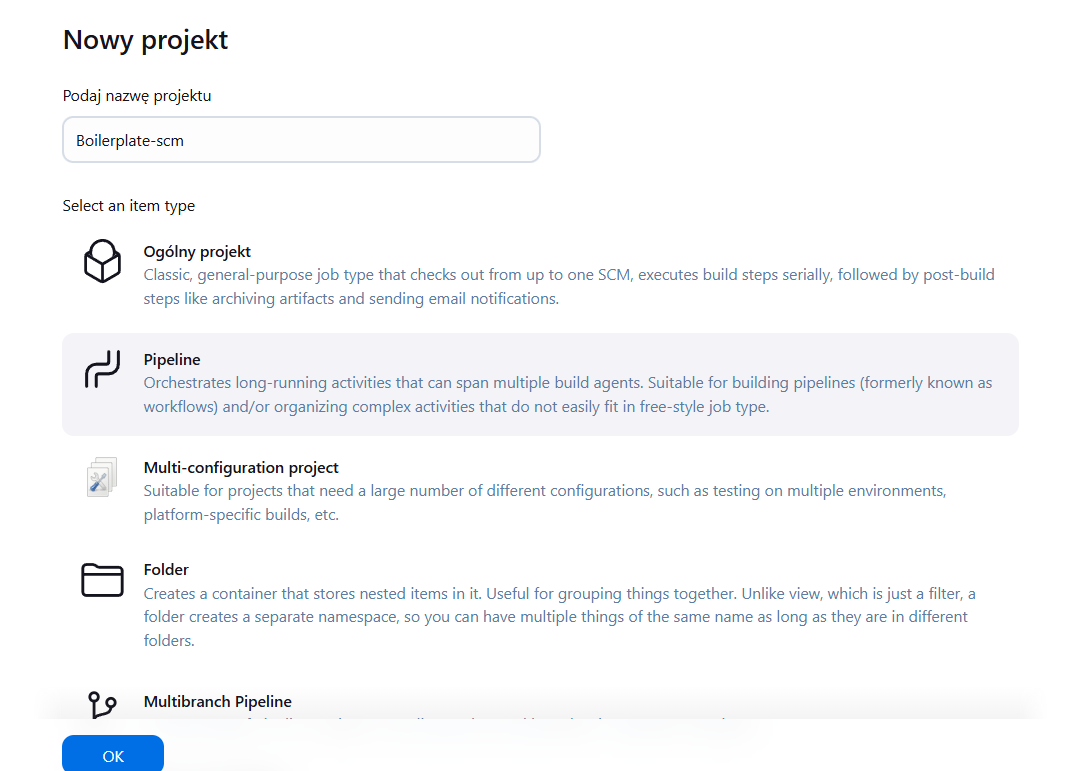 Nowy projekt
Podaj nazwę projektu
Boilerplate-scm
Select an item type
Ogólny projekt
Classic, general-purpose job type that checks out from up to one SCM, executes build steps serially, followed by post-build
steps like archiving artifacts and sending email notifications.
Pipeline
Orchestrates long-running activities that can span multiple build agents. Suitable for building pipelines (formerly known as
workflows) and/or organizing complex activities that do not easily fit in free-style job type.
Multi-configuration project
Suitable for projects that need a large number of different configurations, such as testing on multiple environments,
platform-specific builds, etc.
Folder
Creates a container that stores nested items in it. Useful for grouping things together. Unlike view, which is just a filter, a
folder creates a separate namespace, so you can have multiple things of the same name as long as they are in different
folders.
Multibranch Pipeline
OK